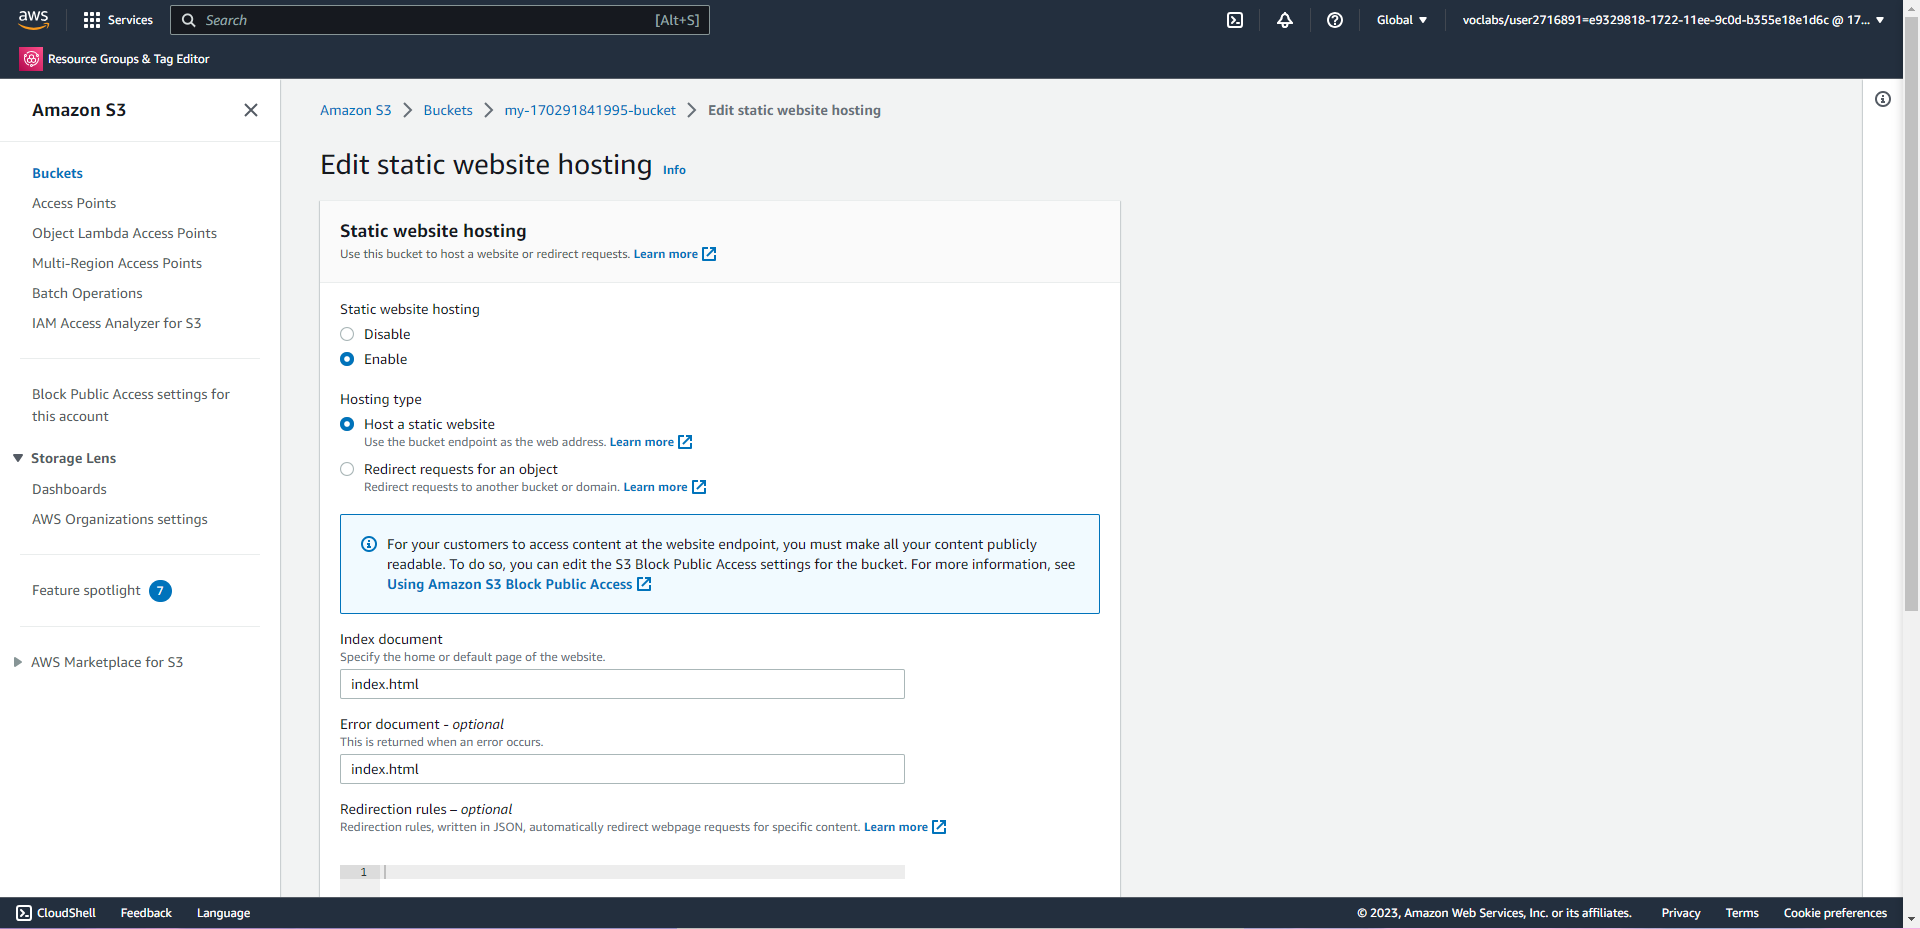 aws
Services
Search
[Alt+S]
Global
voclabs/user2716891=e9329818-1722-11ee-9c0d-b355e18e1d6c @ 17...
Resource Groups & Tag Editor
Amazon S3
Buckets
Access Points
Object Lambda Access Points
Multi-Region Access Points
Batch Operations
IAM Access Analyzer for S3
Block Public Access settings for
this account
Storage Lens
Dashboards
AWS Organizations settings
Feature spotlight 7
AWS Marketplace for S3
Amazon S3 > Buckets > my-170291841995-bucket > Edit static website hosting
Edit static website hosting Info
Static website hosting
Use this bucket to host a website or redirect requests. Learn more
Static website hosting
Disable
Enable
Hosting type
Host a static website
Use the bucket endpoint as the web address. Learn more
Redirect requests for an object
Redirect requests to another bucket or domain. Learn more
For your customers to access content at the website endpoint, you must make all your content publicly
readable. To do so, you can edit the S3 Block Public Access settings for the bucket. For more information, see
Using Amazon S3 Block Public Access
Index document
Specify the home or default page of the website.
index.html
Error document - optional
This is returned when an error occurs.
index.html
Redirection rules – optional
Redirection rules, written in JSON, automatically redirect webpage requests for specific content. Learn more
1
CloudShell
Feedback
Language
© 2023, Amazon Web Services, Inc. or its affiliates.
Privacy
Terms
Cookie preferences